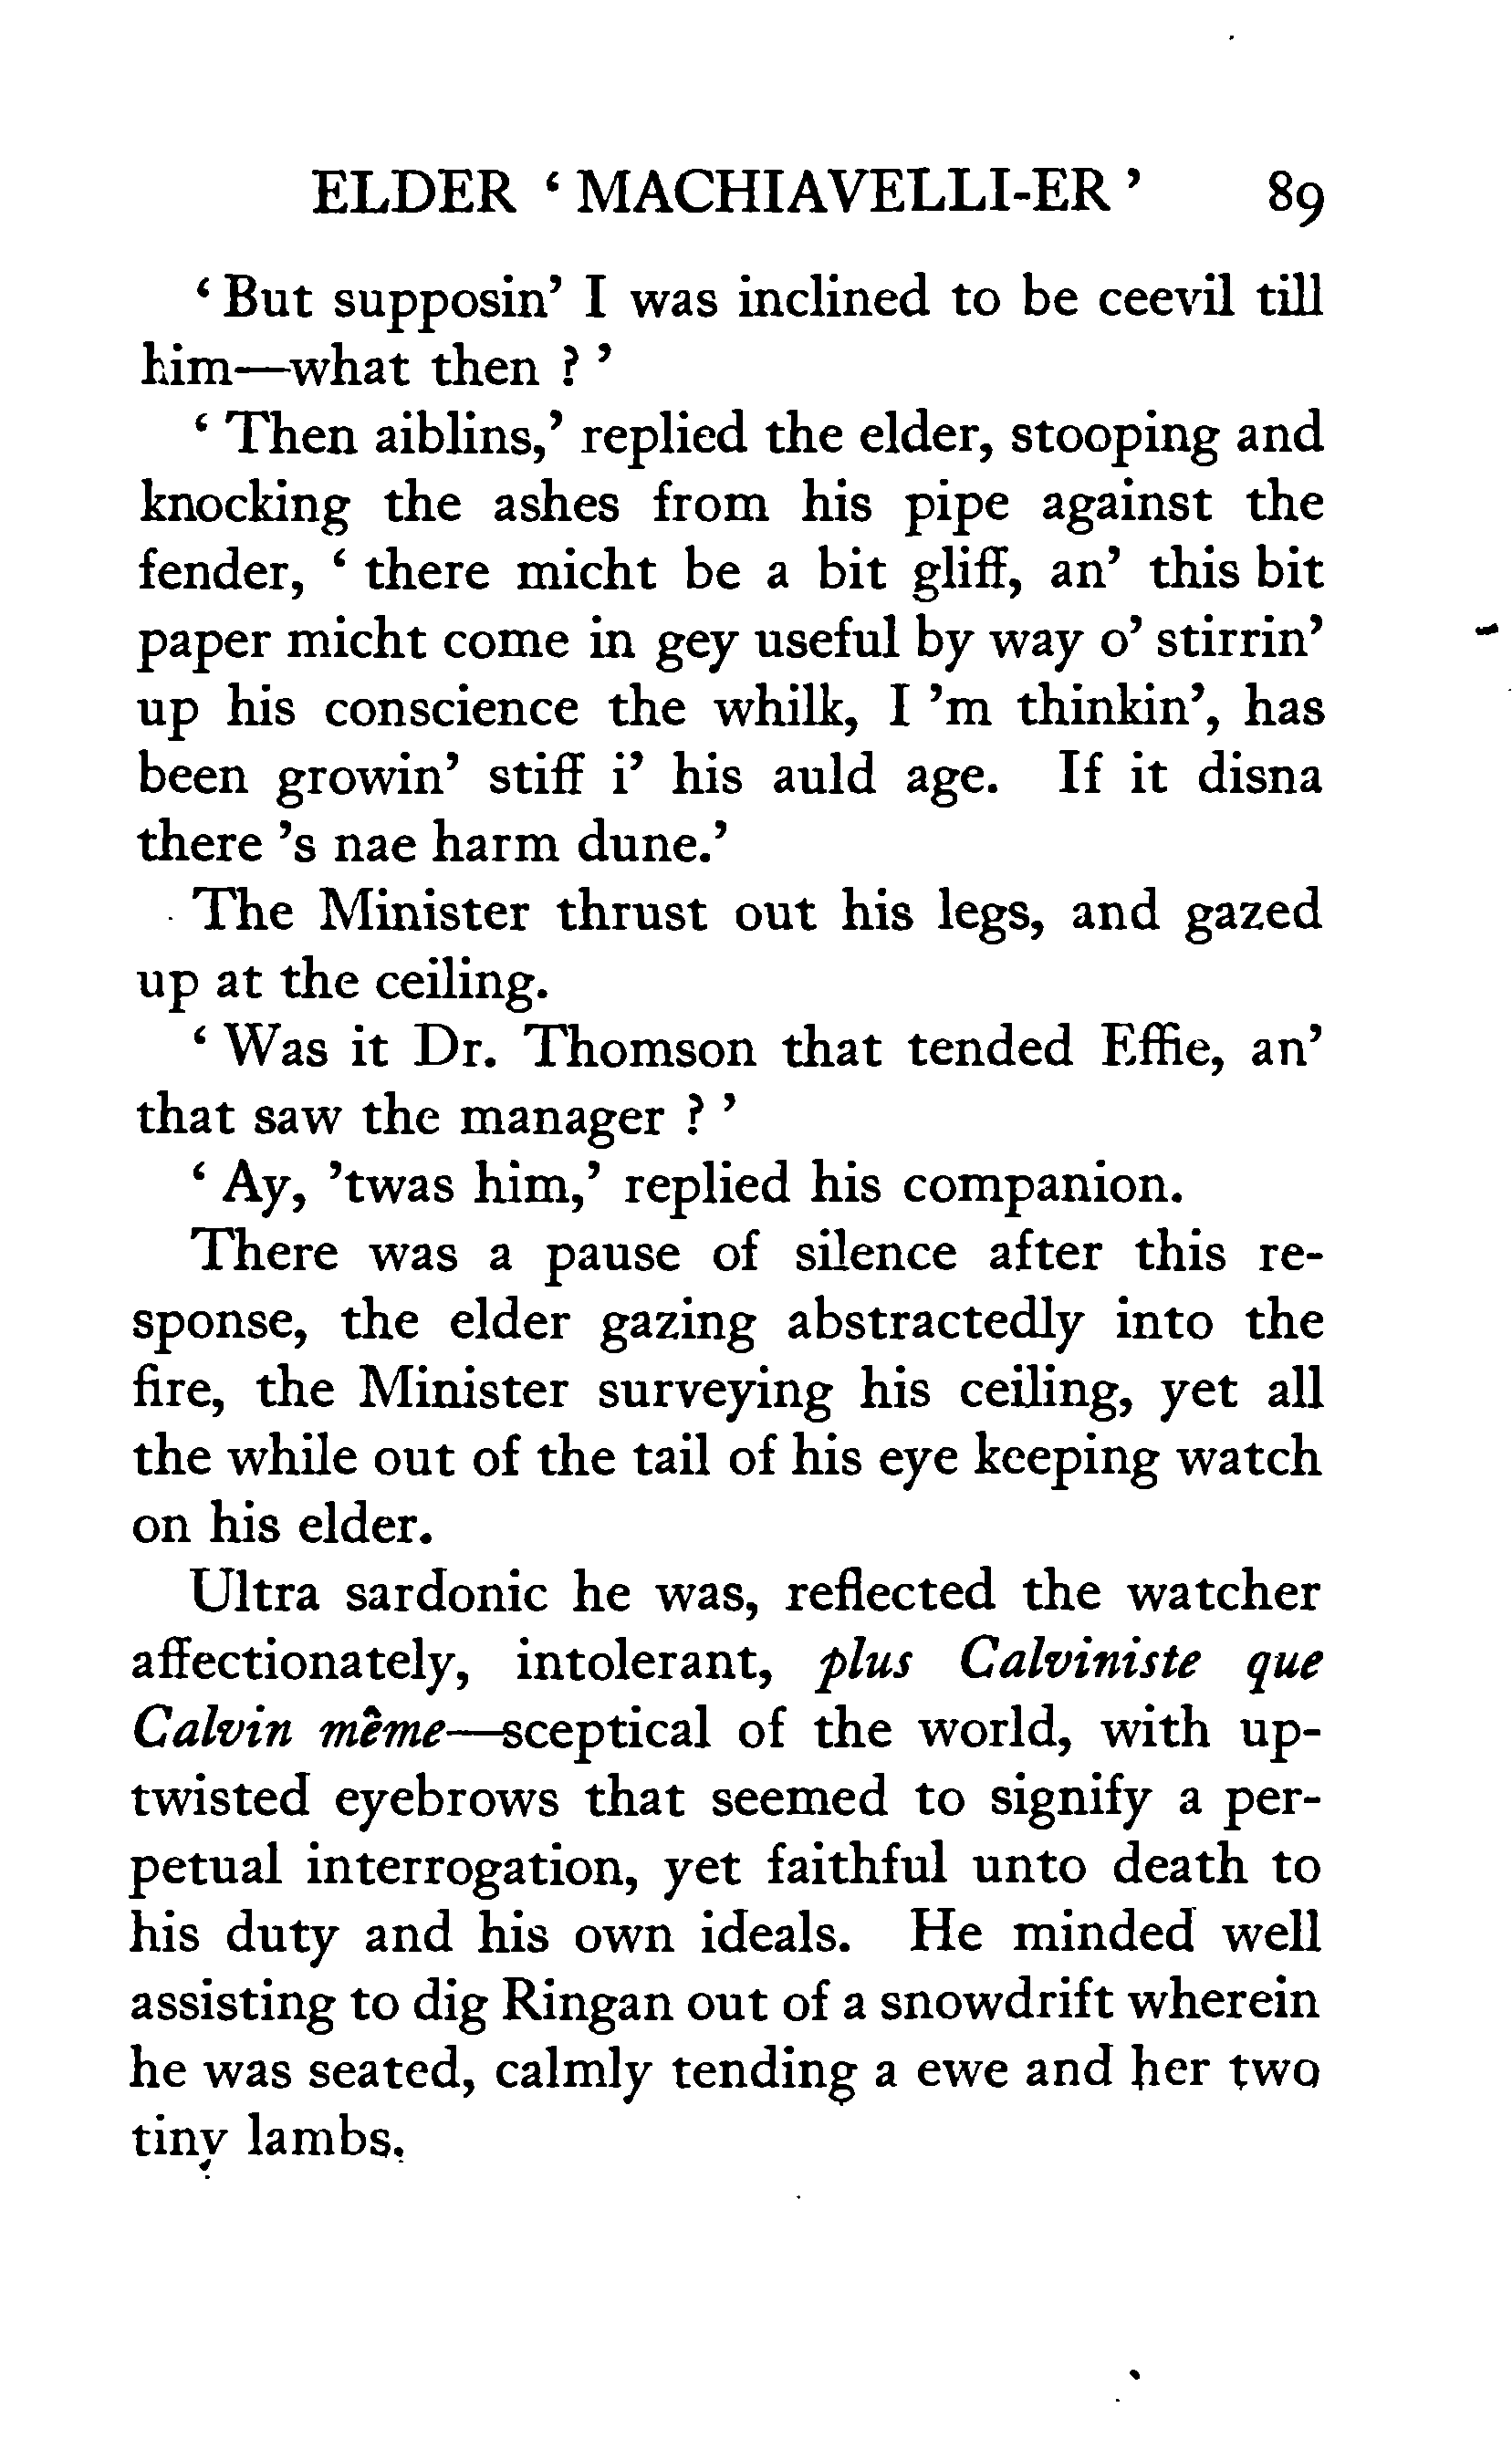 ELDER ‘ MACHIAVELLI-ER ’ 89
‘ But supposin’ I was inclined to be ceevil till
him—what then ? ’
‘ Then aiblins,’ replied the elder, stooping and
knocking the ashes from his pipe against the
fender, ‘ there micht be a bit gliff, an’ this bit
paper micht come in gey useful by way o’ stirrin’
up his conscience the whilk, I ’m thinkin’, has
been growin’ stiff i’ his auld age. If it disna
there ’s nae harm dune.’
The Minister thrust out his legs, and gazed
up at the ceiling.
‘ Was it Dr. Thomson that tended Effie, an’
that saw the manager ? ’
‘ Ay, ’twas him,’ replied his companion.
There was a pause of silence after this re-
sponse, the elder gazing abstractedly into the
fire, the Minister surveying his ceiling, yet all
the while out of the tail of his eye keeping watch
on his elder.
Ultra sardonic he was, reflected the watcher
affectionately, intolerant, plus Calviniste que
Calvin même—sceptical of the world, with up-
twisted eyebrows that seemed to signify a per-
petual interrogation, yet faithful unto death to
his duty and his own ideals. He minded well
assisting to dig Ringan out of a snowdrift wherein
he was seated, calmly tending a ewe and her two
tiny lambs.